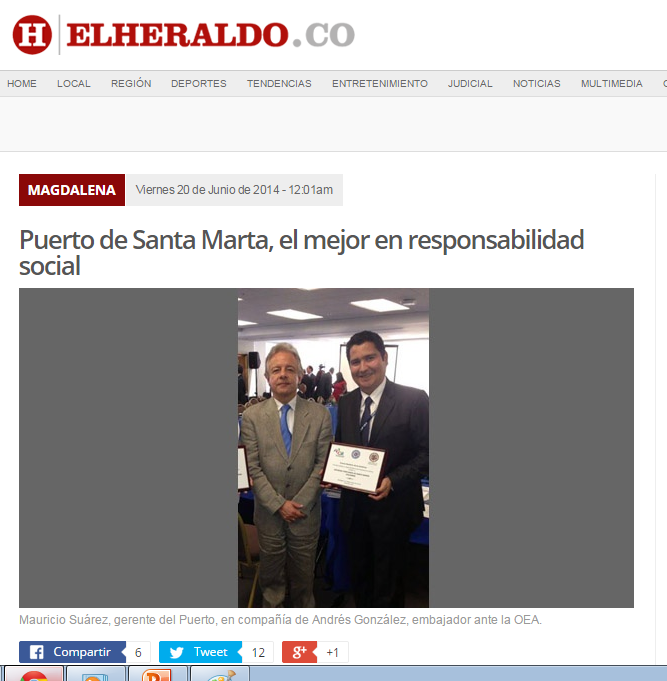 H ELHERALDO.CO
HOME LOCAL REGIÓN DEPORTES TENDENCIAS ENTRETENIMIENTO JUDICIAL NOTICIAS MULTIMEDIA
MAGDALENA Viernes 20 de Junio de 2014 - 12:01am
Puerto de Santa Marta, el mejor en responsabilidad
social
Mauricio Suárez, gerente del Puerto, en compañía de Andrés González, embajador ante la OEA.
Compartir 6 Tweet 12 g+ +1